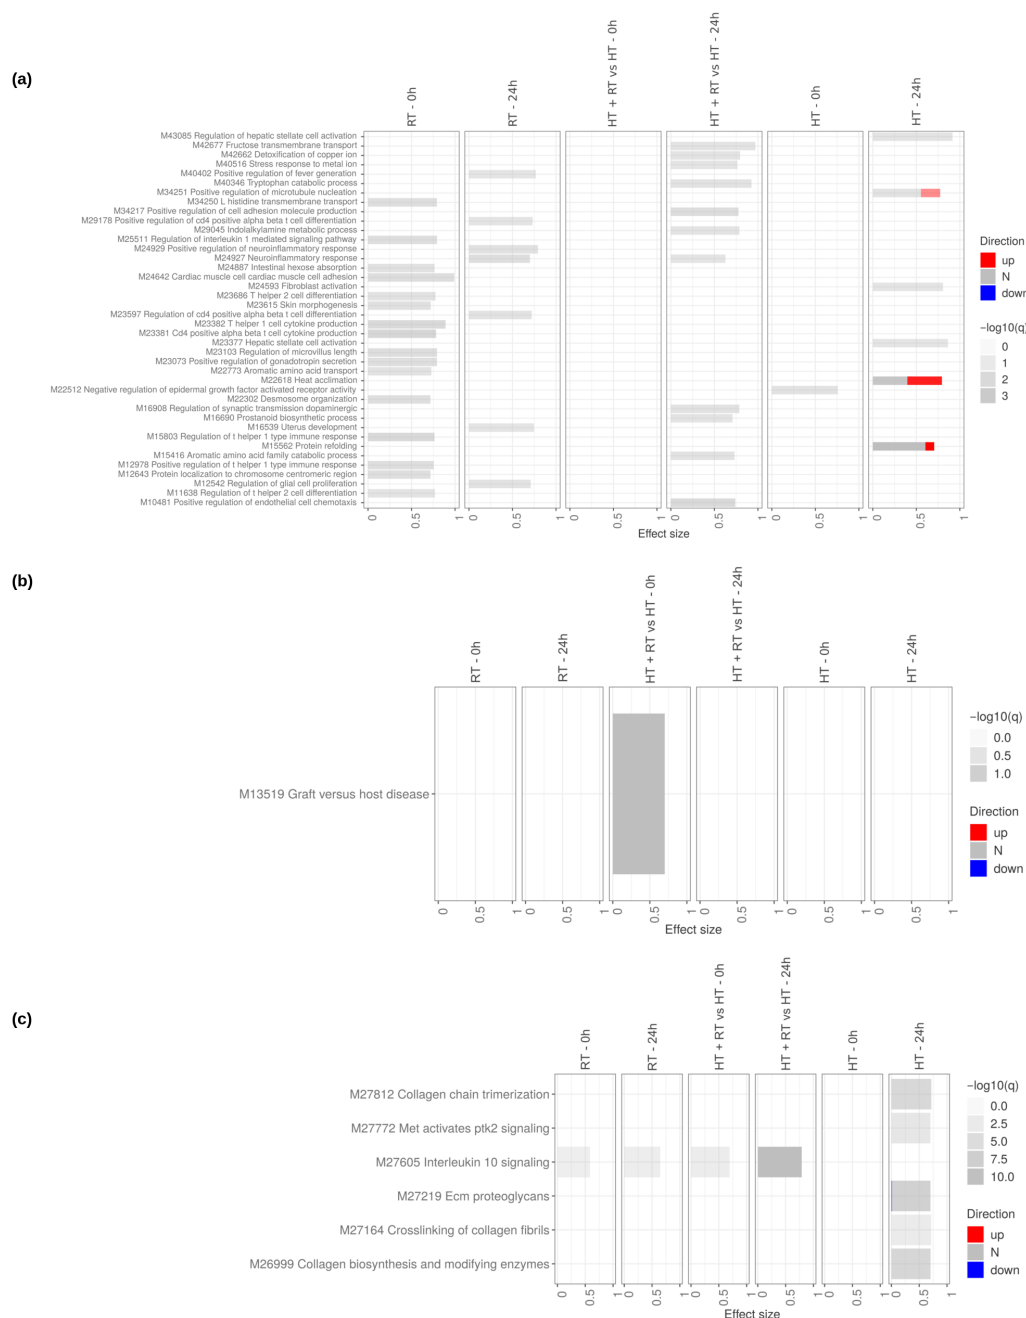 (a)
RT - 0h
RT - 24h
HT + RT vs HT - 0h
HT + RT vs HT - 24h
HT - 0h
HT - 24h
M43085 Regulation of hepatic stellate cell activation
M42677 Fructose transmembrane transport
M42662 Detoxification of copper ion
M40516 Stress response to metal ion
M40402 Positive regulation of fever generation
M40346 Tryptophan catabolic process
M34251 Positive regulation of microtubule nucleation
M34250 L histidine transmembrane transport
M34217 Positive regulation of cell adhesion molecule production
M29178 Positive regulation of cd4 positive alpha beta t cell differentiation
M29045 Indolalkylamine metabolic process
M25511 Regulation of interleukin 1 mediated signaling pathway
M24929 Positive regulation of neuroinflammatory response
M24927 Neuroinflammatory response
M24887 Intestinal hexose absorption
M24642 Cardiac muscle cell cardiac muscle cell adhesion
M24593 Fibroblast activation
M23686 T helper 2 cell differentiation
M23615 Skin morphogenesis
M23597 Regulation of cd4 positive alpha beta t cell differentiation
M23382 T helper 1 cell cytokine production
M23381 Cd4 positive alpha beta t cell cytokine production
M23377 Hepatic stellate cell activation
M23103 Regulation of microvillus length
M23073 Positive regulation of gonadotropin secretion
M22773 Aromatic amino acid transport
M22618 Heat acclimation
M22512 Negative regulation of epidermal growth factor activated receptor activity
M22302 Desmosome organization
M16908 Regulation of synaptic transmission dopaminergic
M16690 Prostanoid biosynthetic process
M16539 Uterus development
M15803 Regulation of t helper 1 type immune response
M15562 Protein refolding
M15416 Aromatic amino acid family catabolic process
M12978 Positive regulation of t helper 1 type immune response
M12643 Protein localization to chromosome centromeric region
M12542 Regulation of glial cell proliferation
M11638 Regulation of t helper 2 cell differentiation
M10481 Positive regulation of endothelial cell chemotaxis
0 0.5 1 0 0.5 1 0 0.5 1 0 0.5 1 0 0.5 1 0 0.5 1
Effect size
Direction
up
N
down
−log10(q)
0
1
2
3
(b)
RT - 0h
RT - 24h
HT + RT vs HT - 0h
HT + RT vs HT - 24h
HT - 0h
HT - 24h
M13519 Graft versus host disease
0 0.5 1 0 0.5 1 0 0.5 1 0 0.5 1 0 0.5 1 0 0.5 1
Effect size
−log10(q)
0.0
0.5
1.0
Direction
up
N
down
(c)
RT - 0h
RT - 24h
HT + RT vs HT - 0h
HT + RT vs HT - 24h
HT - 0h
HT - 24h
M27812 Collagen chain trimerization
M27772 Met activates ptk2 signaling
M27605 Interleukin 10 signaling
M27219 Ecm proteoglycans
M27164 Crosslinking of collagen fibrils
M26999 Collagen biosynthesis and modifying enzymes
0 0.5 1 0 0.5 1 0 0.5 1 0 0.5 1 0 0.5 1 0 0.5 1
Effect size
−log10(q)
0.0
2.5
5.0
7.5
10.0
Direction
up
N
down